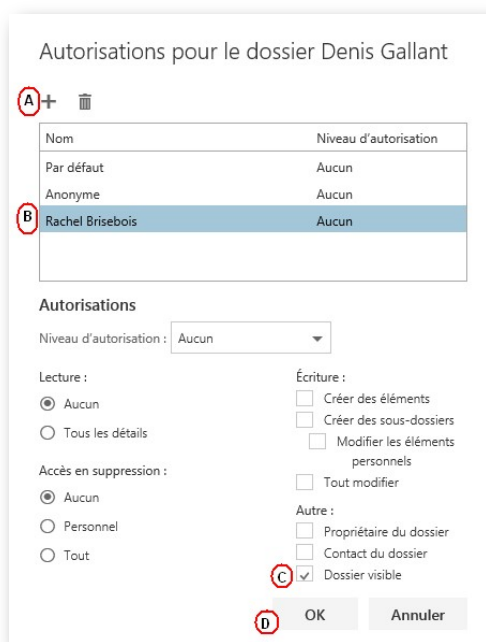 Autorisations pour le dossier Denis Gallant
A
Nom Niveau d'autorisation
Par défaut Aucun
Anonyme Aucun
B Rachel Brisebois Aucun
Autorisations
Niveau d'autorisation : Aucun
Lecture :
Aucun
Tous les détails
Accès en suppression :
Aucun
Personnel
Tout
Écriture :
Créer des éléments
Créer des sous-dossiers
Modifier les éléments
personnels
Tout modifier
Autre :
Propriétaire du dossier
Contact du dossier
C Dossier visible
D OK Annuler